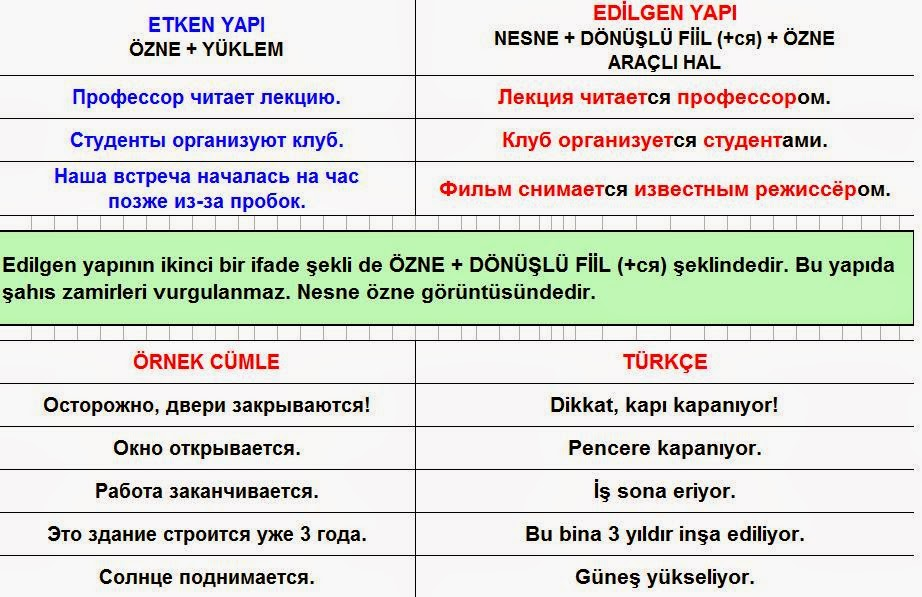 ETKEN YAPI
ÖZNE + YÜKLEM
EDİLGEN YAPI
NESNE + DÖNÜŞLÜ FİİL (+ся) + ÖZNE
ARAÇLI HAL
Профессор читает лекцию.
Лекция читается профессором.
Студенты организуют клуб.
Клуб организуется студентами.
Наша встреча началась на час
позже из-за пробок.
Фильм снимается известным режиссёром.
Edilgen yapının ikinci bir ifade şekli de ÖZNE + DÖNÜŞLÜ FİİL (+ся) şeklindedir. Bu yapıda
şahıs zamirleri vurgulanmaz. Nesne özne görüntüsündedir.
ÖRNEK CÜMLE
TÜRKÇE
Осторожно, двери закрываются!
Dikkat, kapı kapanıyor!
Окно открывается.
Pencere kapanıyor.
Работа заканчивается.
İş sona eriyor.
Это здание строится уже 3 года.
Bu bina 3 yıldır inşa ediliyor.
Солнце поднимается.
Güneş yükseliyor.